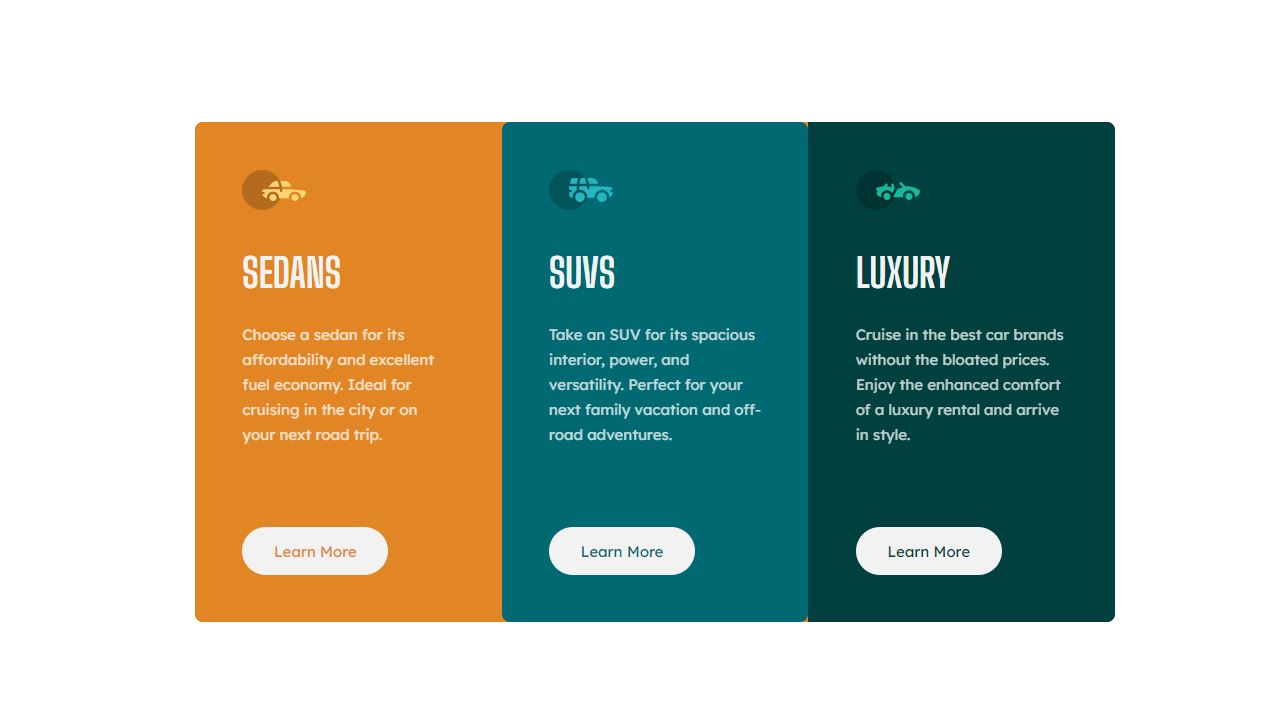 SEDANS
Choose a sedan for its
affordability and excellent
fuel economy. Ideal for
cruising in the city or on
your next road trip.
Learn More
SUVS
Take an SUV for its spacious
interior, power, and
versatility. Perfect for your
next family vacation and off-
road adventures.
Learn More
LUXURY
Cruise in the best car brands
without the bloated prices.
Enjoy the enhanced comfort
of a luxury rental and arrive
in style.
Learn More